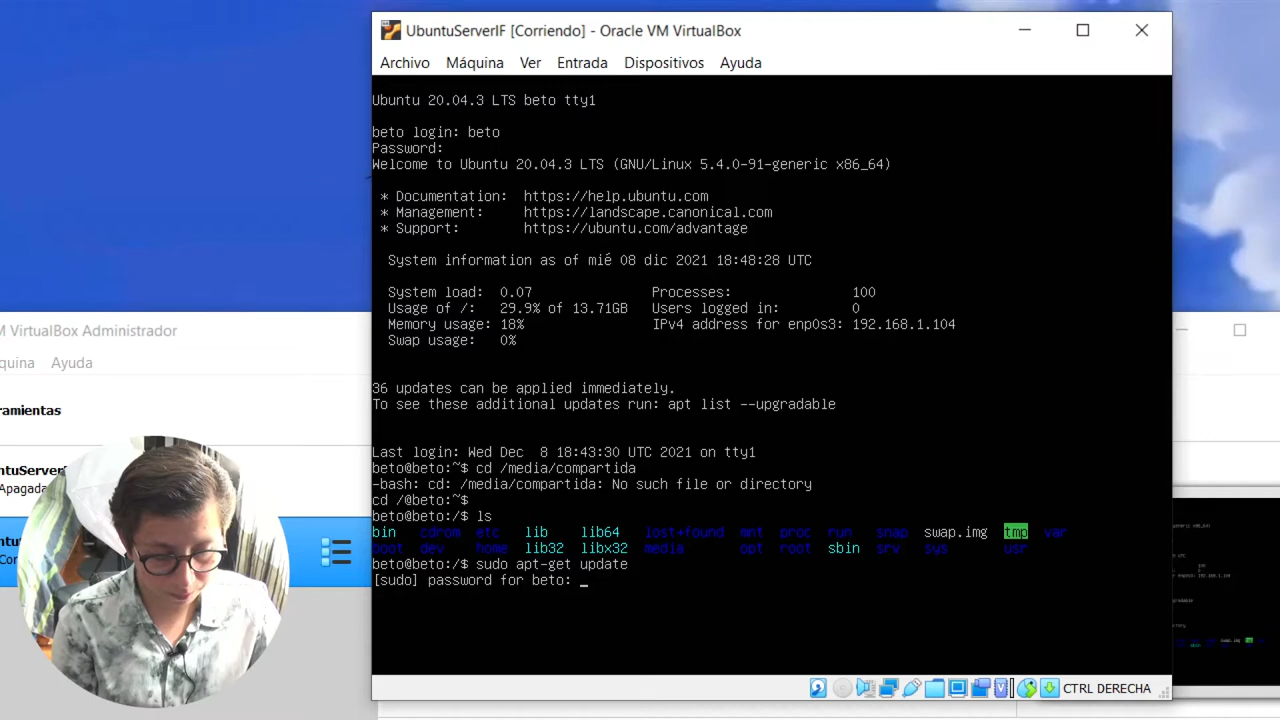 UbuntuServerIF [Corriendo] - Oracle VM VirtualBox
Archivo Máquina Ver Entrada Dispositivos Ayuda
Ubuntu 20.04.3 LTS beto tty1
beto login: beto
Password:
Welcome to Ubuntu 20.04.3 LTS (GNU/Linux 5.4.0-91-generic x86_64)
* Documentation: https://help.ubuntu.com
* Management: https://landscape.canonical.com
* Support: https://ubuntu.com/advantage
System information as of mié 08 dic 2021 18:48:28 UTC
System load: 0.07 Processes: 100
Usage of /: 29.9% of 13.71GB Users logged in: 0
Memory usage: 18% IPv4 address for enp0s3: 192.168.1.104
Swap usage: 0%
36 updates can be applied immediately.
To see these additional updates run: apt list --upgradable
Last login: Wed Dec 8 18:43:30 UTC 2021 on tty1
beto@beto:~$ cd /media/compartida
-bash: cd: /media/compartida: No such file or directory
cd /@beto:~$
beto@beto:/$ ls
bin cdrom etc lib lib64 lost+found mnt proc run snap swap.img tmp var
boot dev home lib32 libx32 media opt root sbin srv sys usr
beto@beto:/$ sudo apt-get update
[sudo] password for beto: _
CTRL DERECHA
M VirtualBox Administrador
quina Ayuda
ramientas
ntuServerI
Apagada
ntu
Co